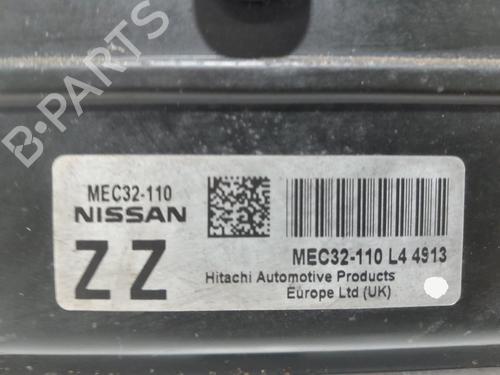 B-PARTS
MEC32-110
NISSAN
ZZ
MEC32-110 L4 4913
Hitachi Automotive Products
Europe Ltd (UK)